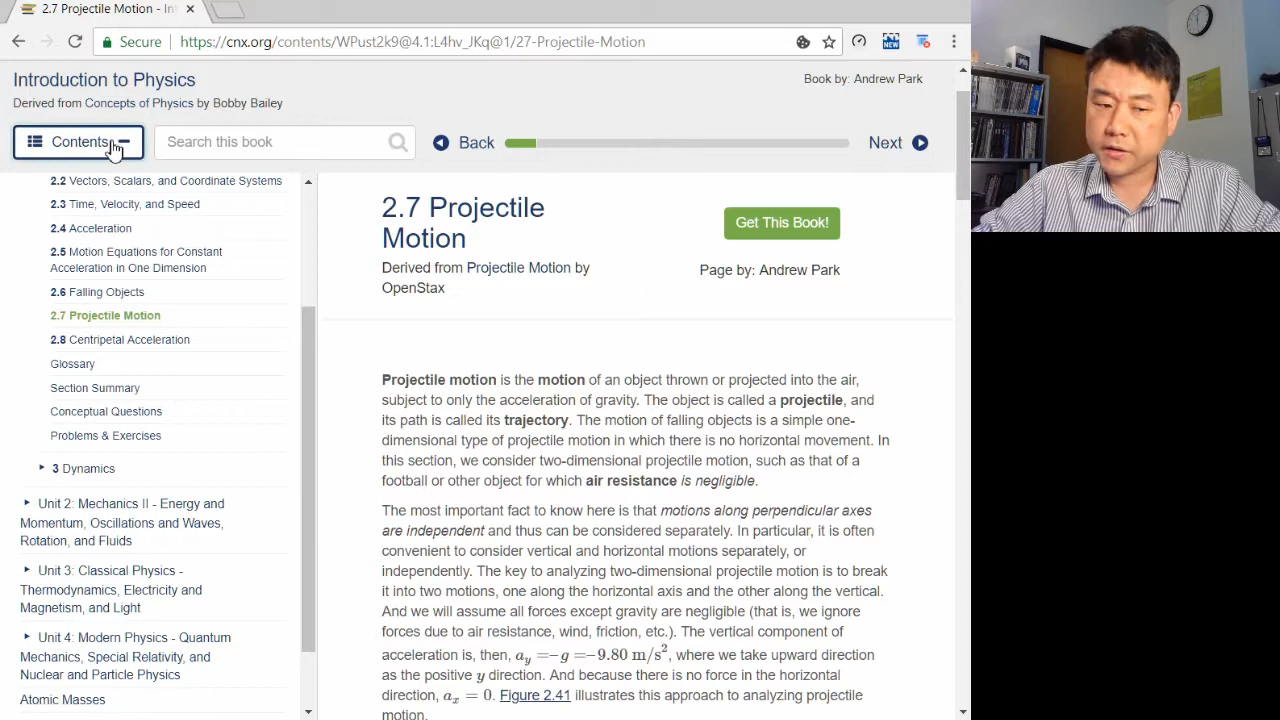 2.7 Projectile Motion - Int
Secure
https://cnx.org/contents/WPust2k9@4.1:L4hv_JKq@1/27-Projectile-Motion
NEW
Introduction to Physics
Book by: Andrew Park
Derived from Concepts of Physics by Bobby Bailey
Contents
Search this book
Back
Next
2.2 Vectors, Scalars, and Coordinate Systems
2.3 Time, Velocity, and Speed
2.4 Acceleration
2.5 Motion Equations for Constant
Acceleration in One Dimension
2.6 Falling Objects
2.7 Projectile Motion
2.8 Centripetal Acceleration
Glossary
Section Summary
Conceptual Questions
Problems & Exercises
3 Dynamics
Unit 2: Mechanics II - Energy and
Momentum, Oscillations and Waves,
Rotation, and Fluids
Unit 3: Classical Physics -
Thermodynamics, Electricity and
Magnetism, and Light
Unit 4: Modern Physics - Quantum
Mechanics, Special Relativity, and
Nuclear and Particle Physics
Atomic Masses
2.7 Projectile
Motion
Get This Book!
Derived from Projectile Motion by
OpenStax
Page by: Andrew Park
Projectile motion is the motion of an object thrown or projected into the air,
subject to only the acceleration of gravity. The object is called a projectile, and
its path is called its trajectory. The motion of falling objects is a simple one-
dimensional type of projectile motion in which there is no horizontal movement. In
this section, we consider two-dimensional projectile motion, such as that of a
football or other object for which air resistance is negligible.
The most important fact to know here is that motions along perpendicular axes
are independent and thus can be considered separately. In particular, it is often
convenient to consider vertical and horizontal motions separately, or
independently. The key to analyzing two-dimensional projectile motion is to break
it into two motions, one along the horizontal axis and the other along the vertical.
And we will assume all forces except gravity are negligible (that is, we ignore
forces due to air resistance, wind, friction, etc.). The vertical component of
acceleration is, then, a_y =−g =−9.80 m/s², where we take upward direction
as the positive y direction. And because there is no force in the horizontal
direction, a_x = 0. Figure 2.41 illustrates this approach to analyzing projectile
motion.